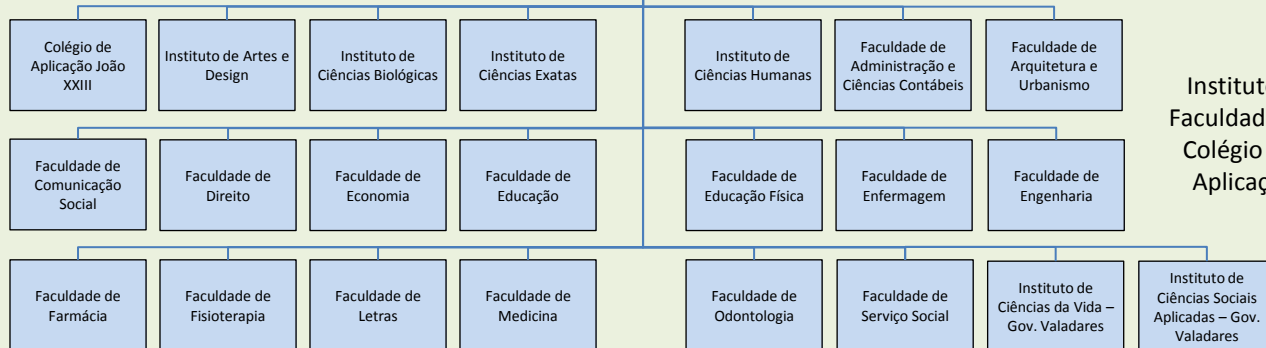 Colégio de
Aplicação João
XXIII
Instituto de Artes e
Design
Instituto de
Ciências Biológicas
Instituto de
Ciências Exatas
Instituto de
Ciências Humanas
Faculdade de
Administração e
Ciências Contábeis
Faculdade de
Arquitetura e
Urbanismo
Faculdade de
Comunicação
Social
Faculdade de
Direito
Faculdade de
Economia
Faculdade de
Educação
Faculdade de
Educação Física
Faculdade de
Enfermagem
Faculdade de
Engenharia
Faculdade de
Farmácia
Faculdade de
Fisioterapia
Faculdade de
Letras
Faculdade de
Medicina
Faculdade de
Odontologia
Faculdade de
Serviço Social
Instituto de
Ciências da Vida –
Gov. Valadares
Instituto de
Ciências Sociais
Aplicadas – Gov.
Valadares
Colégio